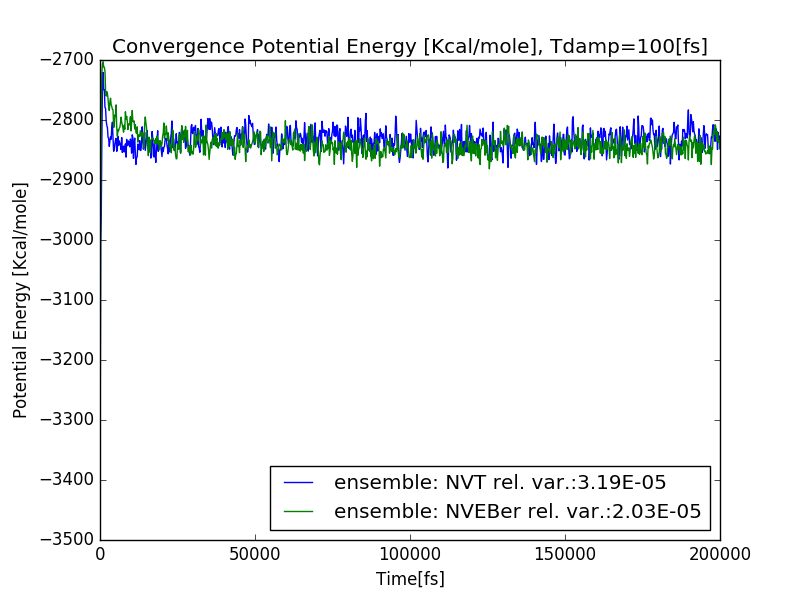 Convergence Potential Energy [Kcal/mole], Tdamp=100[fs]
−2700
−2800
−2900
−3000
−3100
−3200
−3300
−3400
−3500
Potential Energy [Kcal/mole]
ensemble: NVT rel. var.:3.19E-05
ensemble: NVEBer rel. var.:2.03E-05
0 50000 100000 150000 200000
Time[fs]